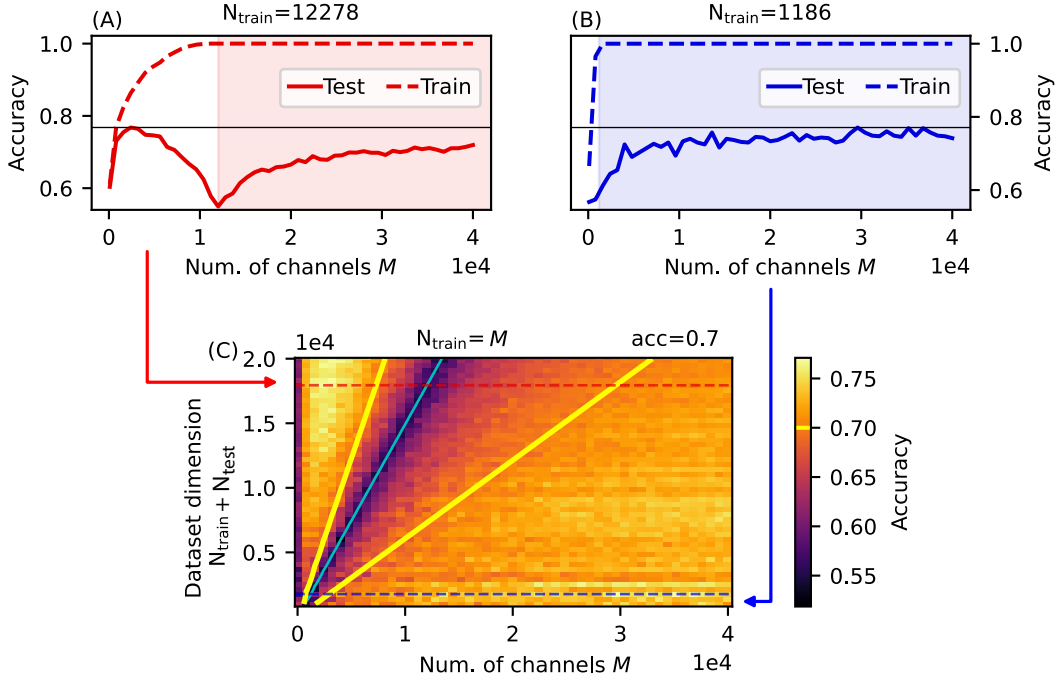 (A)
N_train=12278
1.0
0.8
0.6
Accuracy
Test
Train
0
1
2
3
4
Num. of channels M
1e4
(B)
N_train=1186
1.0
0.8
0.6
Accuracy
Test
Train
0
1
2
3
4
Num. of channels M
1e4
(C)
1e4
N_train=M
acc=0.7
2.0
1.5
1.0
0.5
Dataset dimension
N_train + N_test
0
1
2
3
4
Num. of channels M
1e4
0.75
0.70
0.65
0.60
0.55
Accuracy